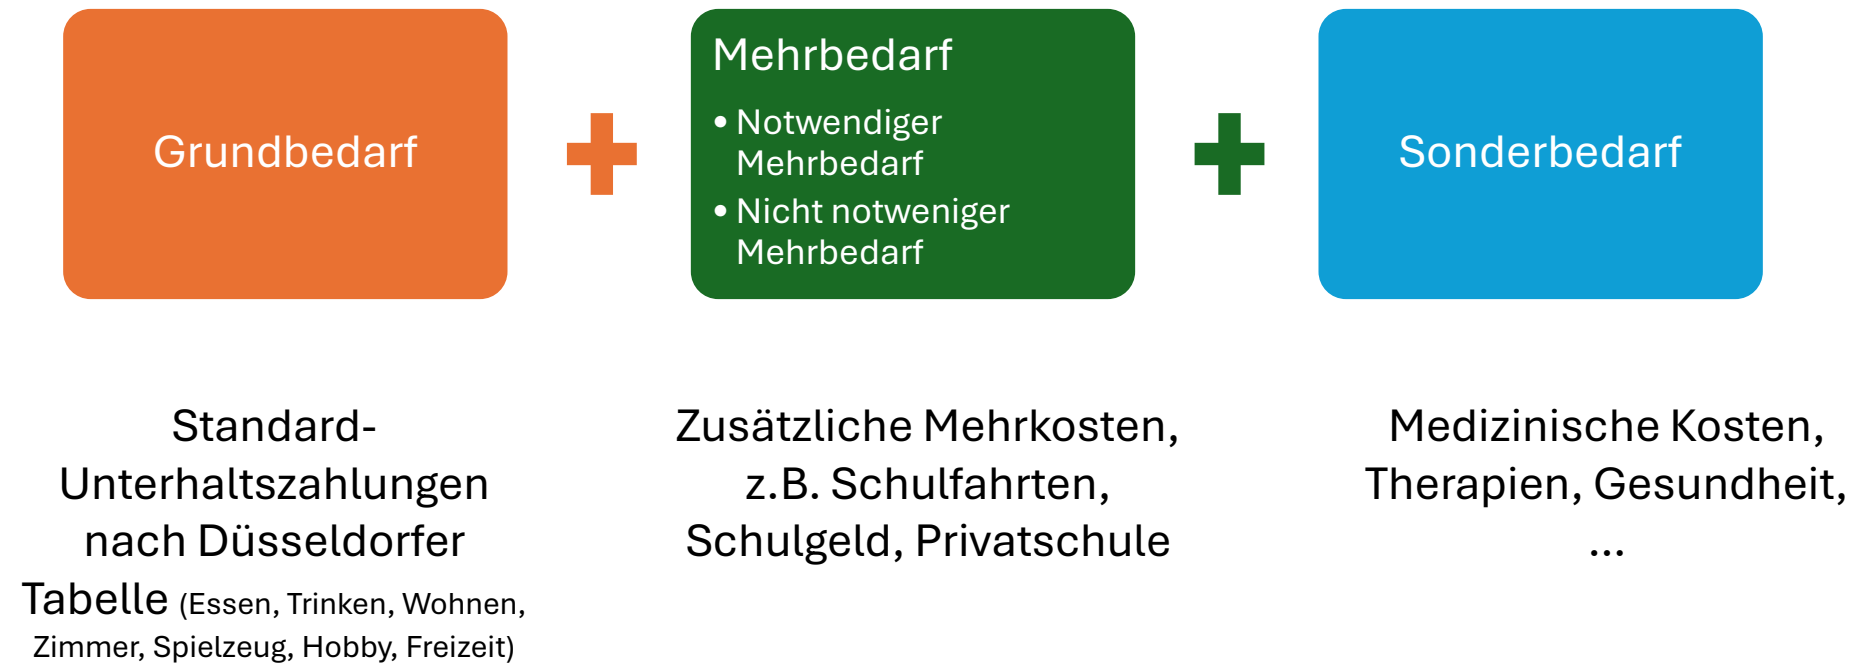 Grundbedarf
Mehrbedarf
• Notwendiger
Mehrbedarf
• Nicht notweniger
Mehrbedarf
Sonderbedarf
Standard-
Unterhaltszahlungen
nach Düsseldorfer
Tabelle (Essen, Trinken, Wohnen,
Zimmer, Spielzeug, Hobby, Freizeit)
Zusätzliche Mehrkosten,
z.B. Schulfahrten,
Schulgeld, Privatschule
Medizinische Kosten,
Therapien, Gesundheit,
...